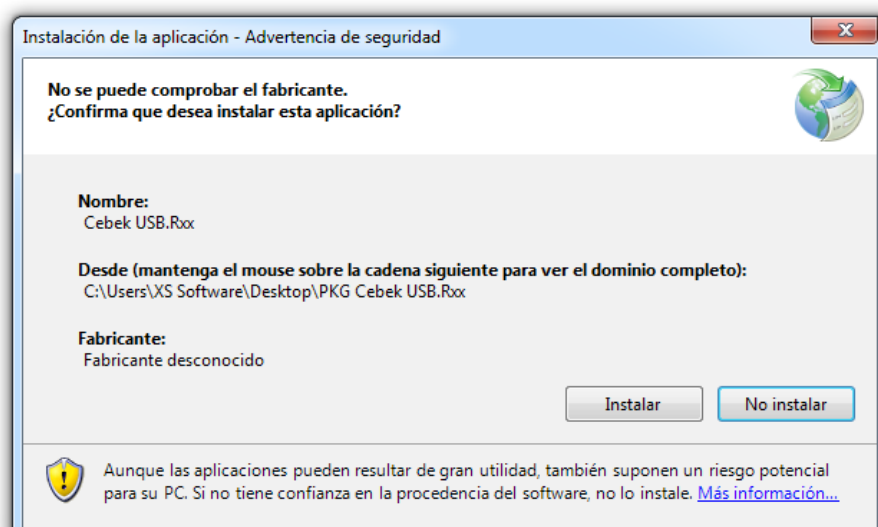 Instalación de la aplicación - Advertencia de seguridad
No se puede comprobar el fabricante.
¿Confirma que desea instalar esta aplicación?
Nombre:
Cebek USB.Rxx
Desde (mantenga el mouse sobre la cadena siguiente para ver el dominio completo):
C:\Users\XS Software\Desktop\PKG Cebek USB.Rxx
Fabricante:
Fabricante desconocido
Instalar No instalar
Aunque las aplicaciones pueden resultar de gran utilidad, también suponen un riesgo potencial
para su PC. Si no tiene confianza en la procedencia del software, no lo instale. Más información...